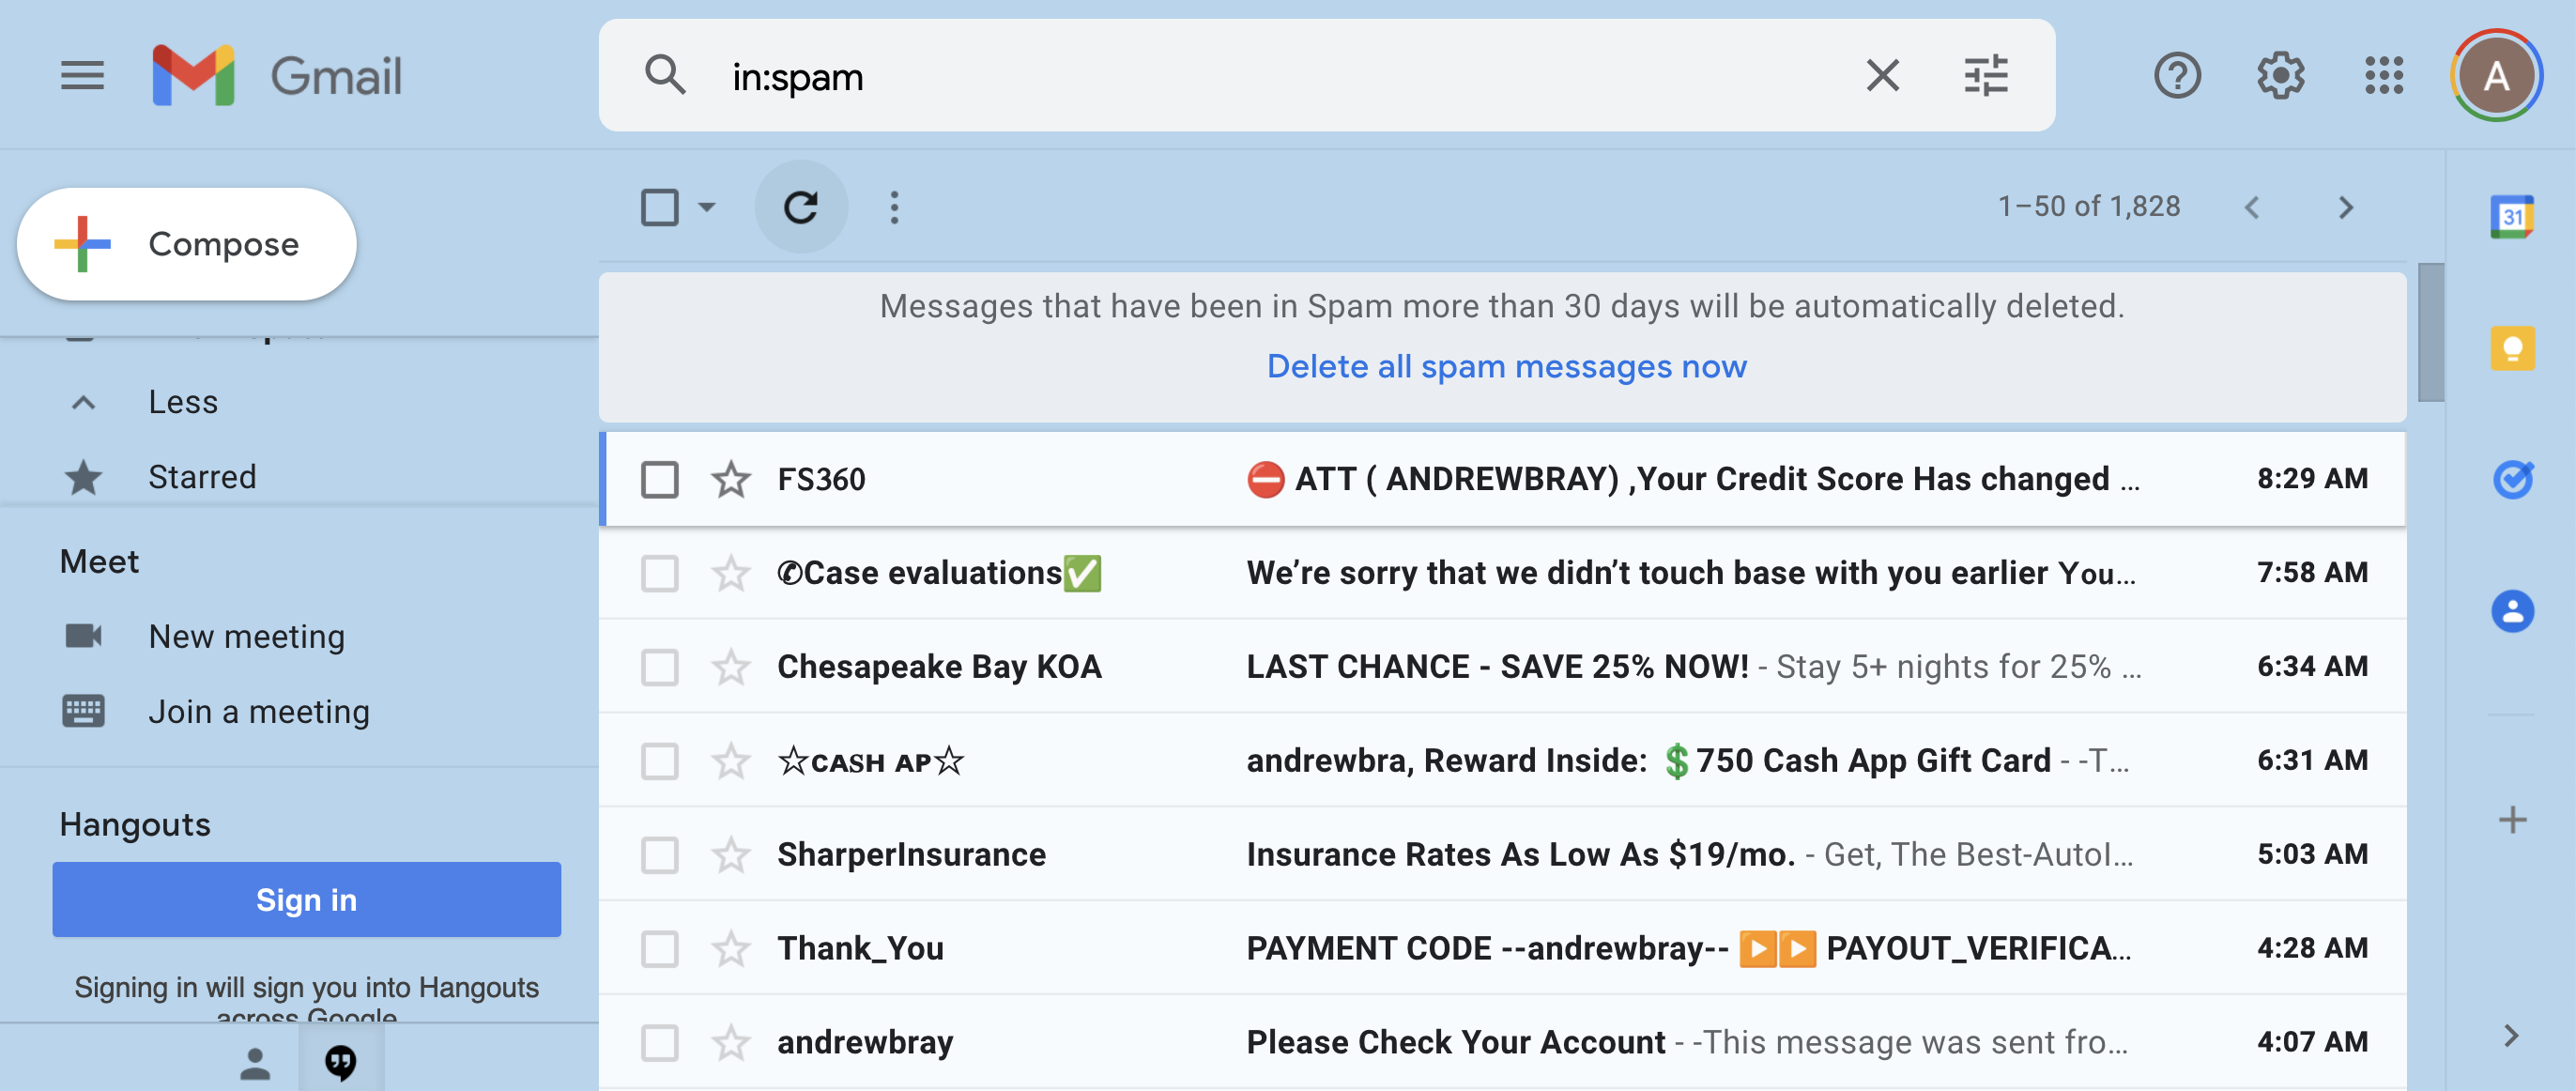 Gmail
in:spam
A
Compose
1–50 of 1,828
31
Messages that have been in Spam more than 30 days will be automatically deleted.
Delete all spam messages now
Less
Starred
Meet
New meeting
Join a meeting
Hangouts
Sign in
Signing in will sign you into Hangouts
across Google
FS360 ⛔ ATT ( ANDREWBRAY) ,Your Credit Score Has changed ... 8:29 AM
✆Case evaluations✅ We’re sorry that we didn’t touch base with you earlier You... 7:58 AM
Chesapeake Bay KOA LAST CHANCE - SAVE 25% NOW! - Stay 5+ nights for 25% ... 6:34 AM
☆ᴄᴀSʜ ᴀᴘ☆ andrewbra, Reward Inside: 💲750 Cash App Gift Card - -T... 6:31 AM
SharperInsurance Insurance Rates As Low As $19/mo. - Get, The Best-AutoI... 5:03 AM
Thank_You PAYMENT CODE --andrewbray-- ▶️▶️ PAYOUT_VERIFICA... 4:28 AM
andrewbray Please Check Your Account - -This message was sent fro... 4:07 AM